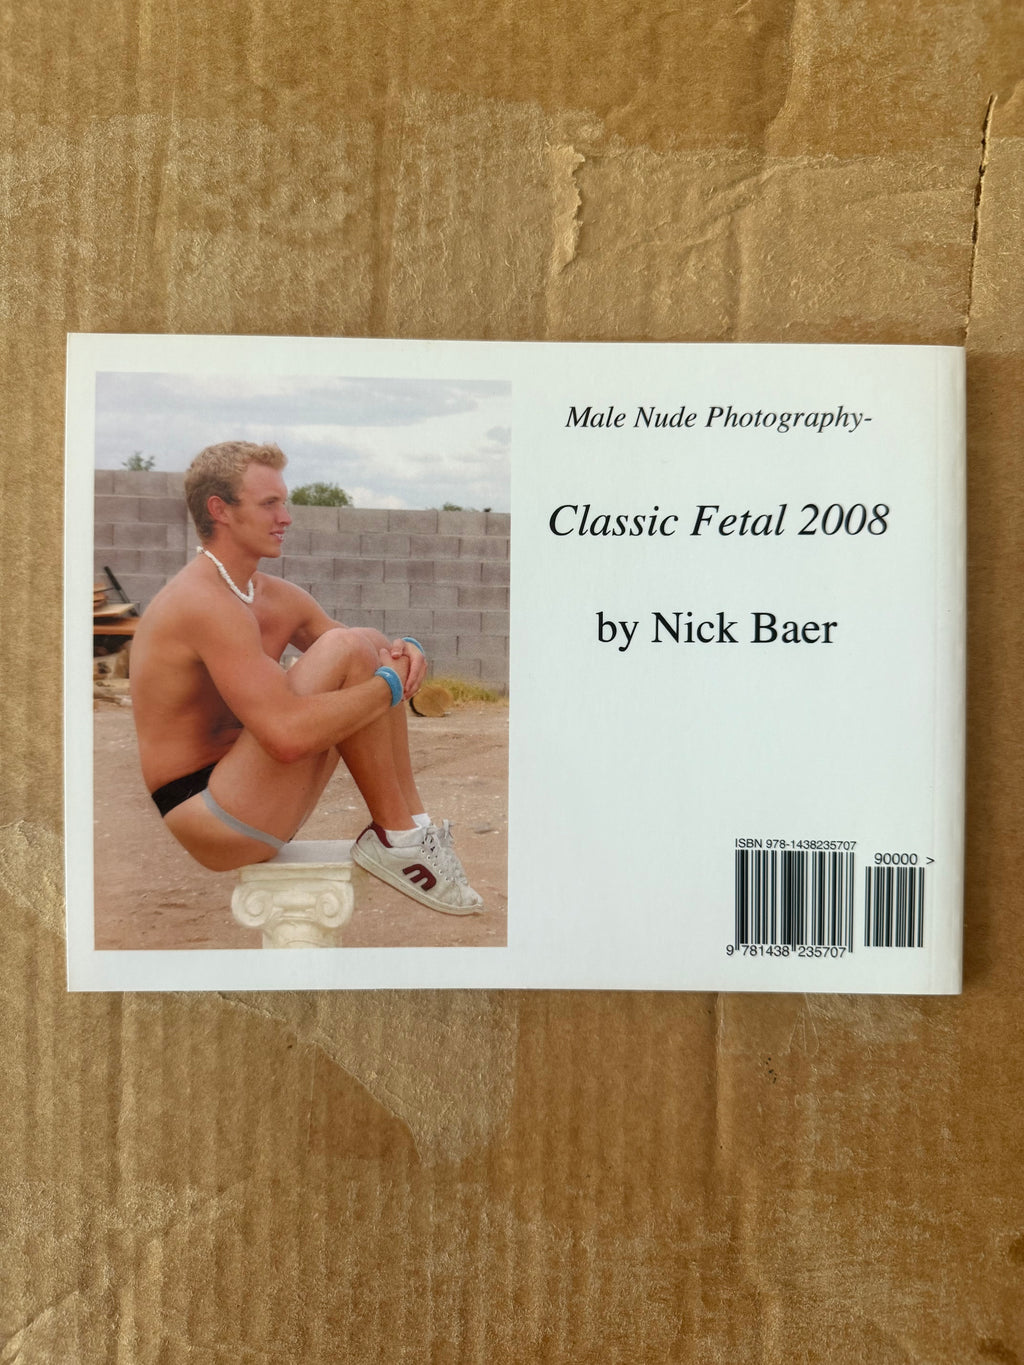 Male Nude Photography-
Classic Fetal 2008
by Nick Baer
ISBN 978-1438235707
90000 >
9 781438 235707